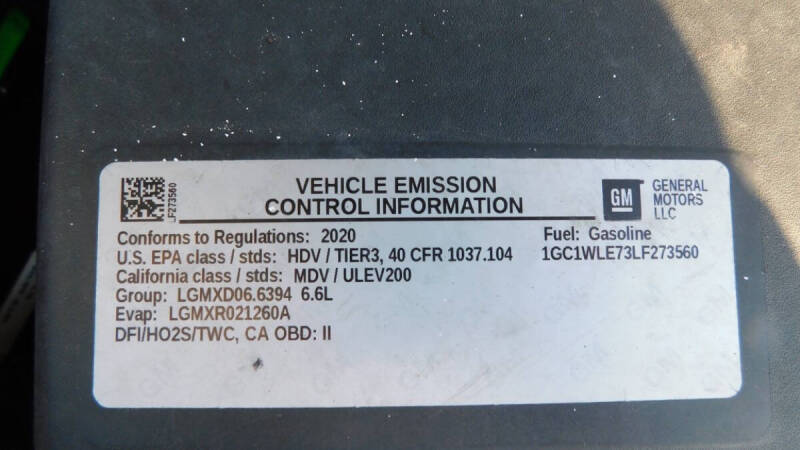 LF273560
VEHICLE EMISSION
CONTROL INFORMATION
GM
GENERAL
MOTORS
LLC
Conforms to Regulations: 2020
Fuel: Gasoline
U.S. EPA class / stds: HDV / TIER3, 40 CFR 1037.104
1GC1WLE73LF273560
California class / stds: MDV / ULEV200
Group: LGMXD06.6394 6.6L
Evap: LGMXR021260A
DFI/HO2S/TWC, CA OBD: II